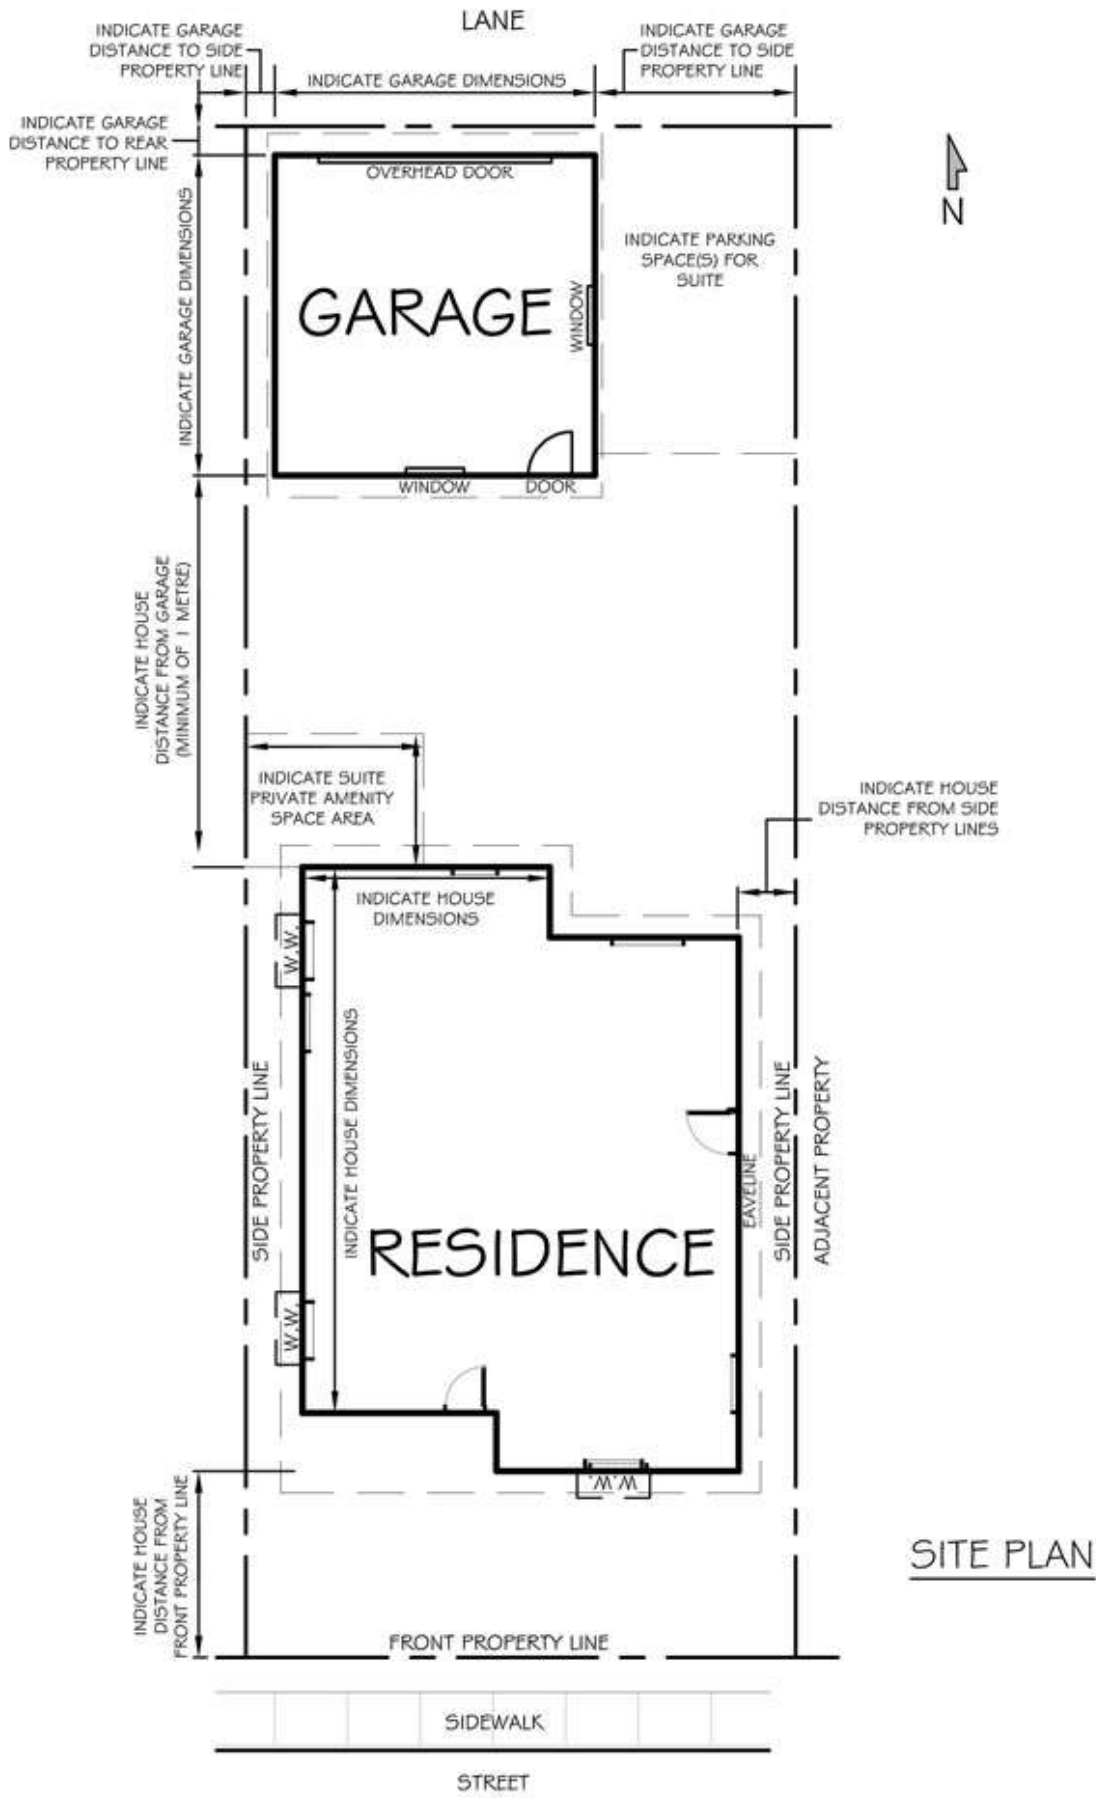 LANE
INDICATE GARAGE
DISTANCE TO SIDE
PROPERTY LINE
INDICATE GARAGE DIMENSIONS
INDICATE GARAGE
DISTANCE TO SIDE
PROPERTY LINE
INDICATE GARAGE
DISTANCE TO REAR
PROPERTY LINE
OVERHEAD DOOR
N
INDICATE GARAGE DIMENSIONS
GARAGE
WINDOW
INDICATE PARKING
SPACE(S) FOR
SUITE
WINDOW
DOOR
INDICATE HOUSE
DISTANCE FROM GARAGE
(MINIMUM OF 1 METRE)
INDICATE SUITE
PRIVATE AMENITY
SPACE AREA
INDICATE HOUSE
DISTANCE FROM SIDE
PROPERTY LINES
INDICATE HOUSE
DIMENSIONS
W.W.
INDICATE HOUSE DIMENSIONS
SIDE PROPERTY LINE
RESIDENCE
EAVELINE
SIDE PROPERTY LINE
ADJACENT PROPERTY
W.W.
W.W.
INDICATE HOUSE
DISTANCE FROM
FRONT PROPERTY LINE
SITE PLAN
FRONT PROPERTY LINE
SIDEWALK
STREET